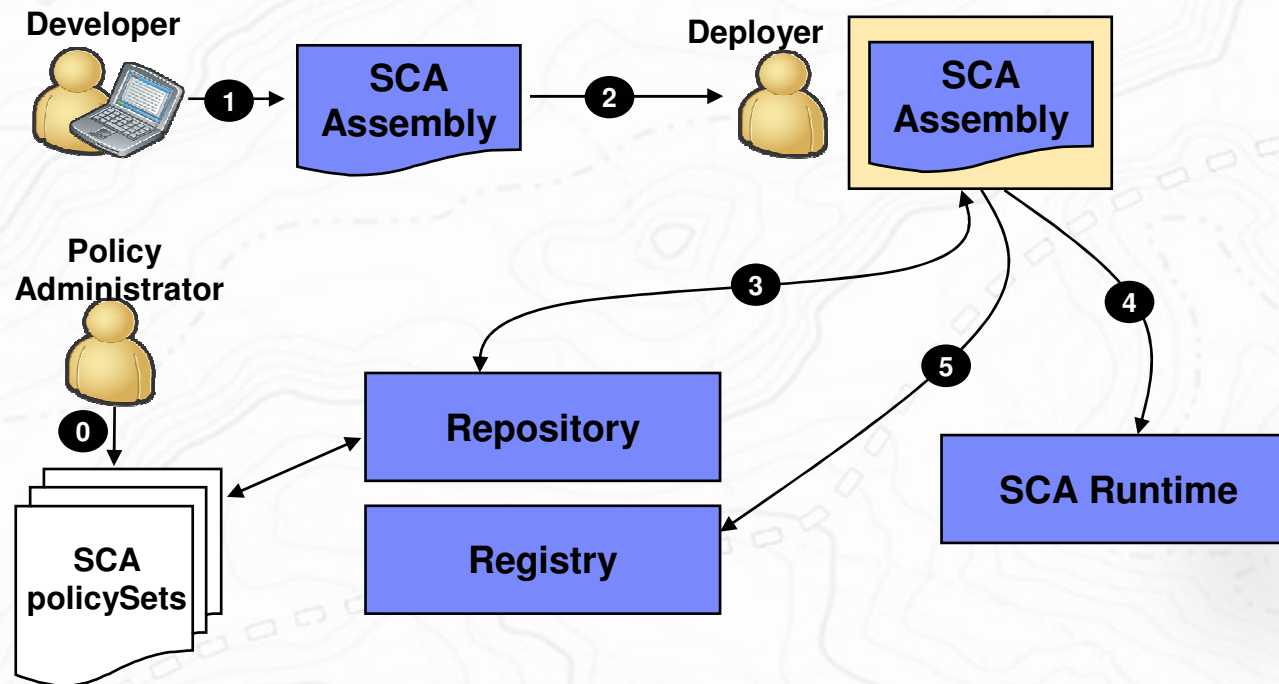 Developer
1
SCA
Assembly
2
Deployer
SCA
Assembly
Policy
Administrator
0
3
4
5
Repository
Registry
SCA Runtime
SCA
policySets